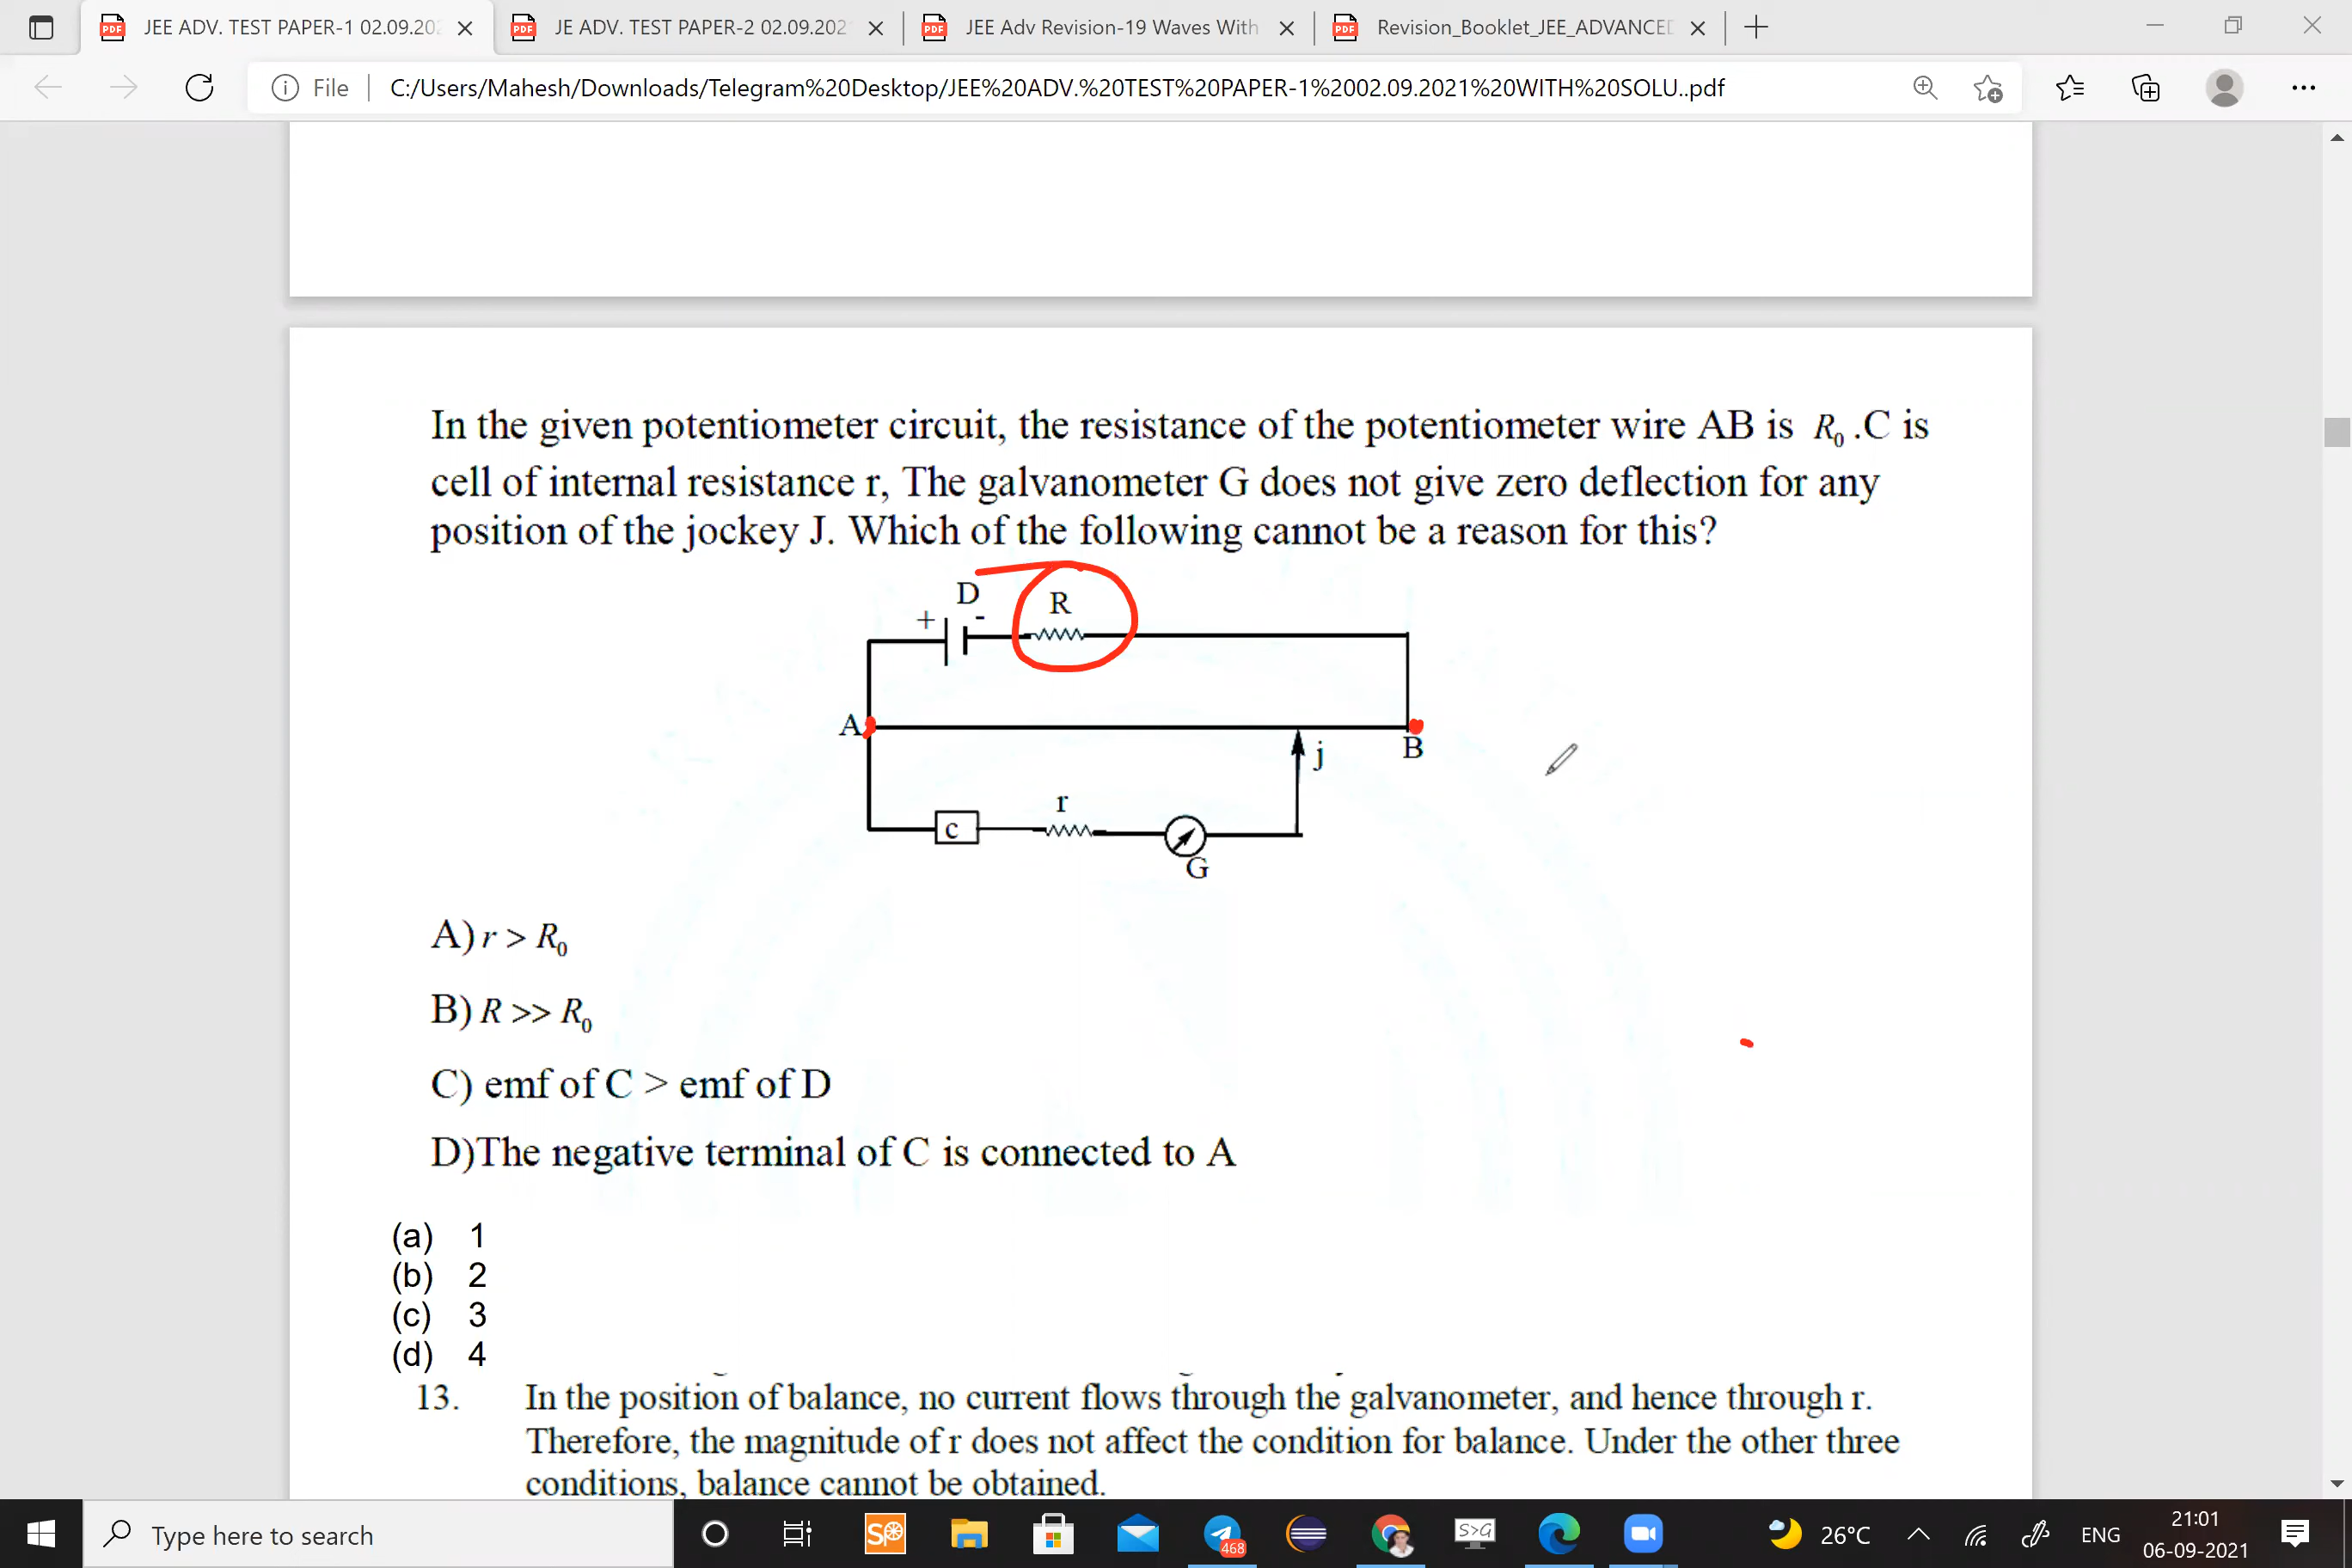 JEE ADV. TEST PAPER-1 02.09.202
JE ADV. TEST PAPER-2 02.09.202
JEE Adv Revision-19 Waves With
Revision_Booklet_JEE_ADVANCED
File
C:/Users/Mahesh/Downloads/Telegram%20Desktop/JEE%20ADV.%20TEST%20PAPER-1%2002.09.2021%20WITH%20SOLU..pdf
In the given potentiometer circuit, the resistance of the potentiometer wire AB is R₀ .C is
cell of internal resistance r, The galvanometer G does not give zero deflection for any
position of the jockey J. Which of the following cannot be a reason for this?
D
R
+ -
A
j
B
r
c
G
A) r > R₀
B) R >> R₀
C) emf of C > emf of D
D)The negative terminal of C is connected to A
(a) 1
(b) 2
(c) 3
(d) 4
13. In the position of balance, no current flows through the galvanometer, and hence through r.
Therefore, the magnitude of r does not affect the condition for balance. Under the other three
conditions, balance cannot be obtained.
Type here to search
SP
468
S>G
26°C
ENG
21:01
06-09-2021